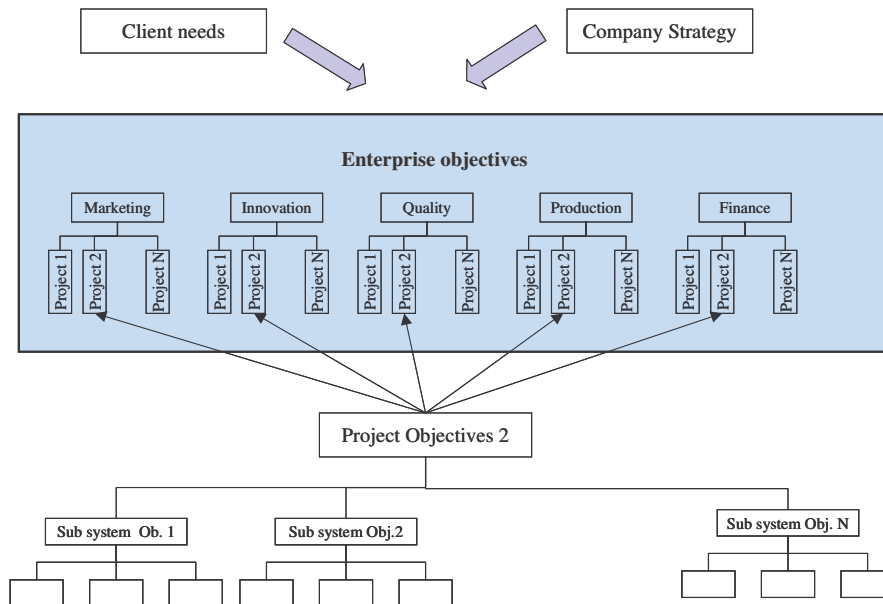 Client needs
Company Strategy
Enterprise objectives
Marketing
Innovation
Quality
Production
Finance
Project 1
Project 2
Project N
Project 1
Project 2
Project N
Project 1
Project 2
Project N
Project 1
Project 2
Project N
Project 1
Project 2
Project N
Project Objectives 2
Sub system Ob. 1
Sub system Obj.2
Sub system Obj. N